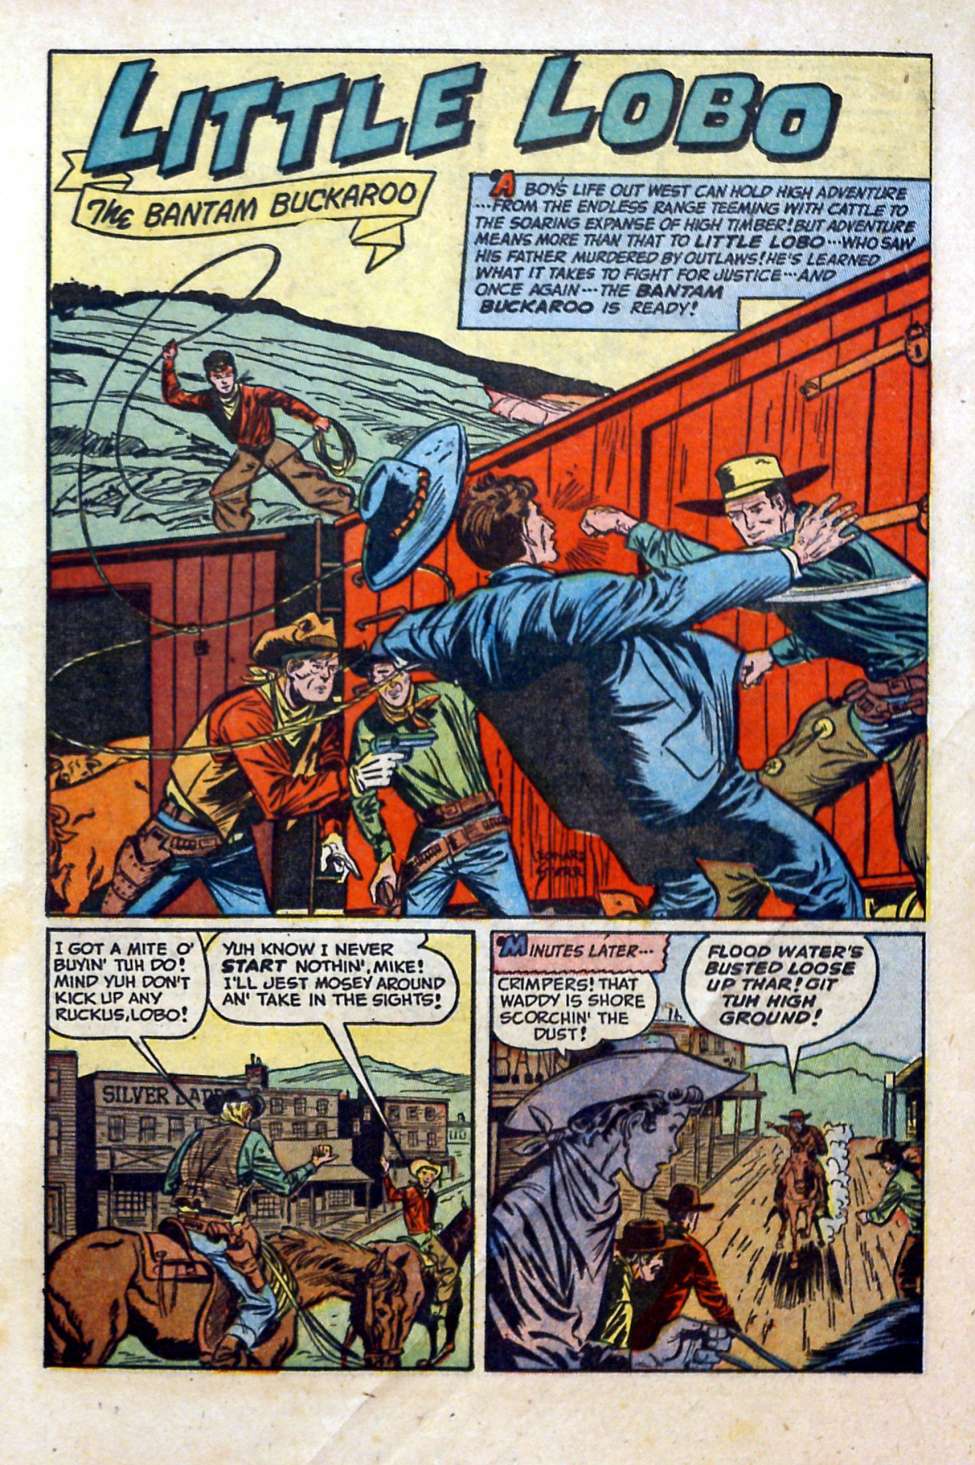 LITTLE LOBO
The BANTAM BUCKAROO
A BOY'S LIFE OUT WEST CAN HOLD HIGH ADVENTURE
...FROM THE ENDLESS RANGE TEEMING WITH CATTLE TO
THE SOARING EXPANSE OF HIGH TIMBER! BUT ADVENTURE
MEANS MORE THAN THAT TO LITTLE LOBO...WHO SAW
HIS FATHER MURDERED BY OUTLAWS! HE'S LEARNED
WHAT IT TAKES TO FIGHT FOR JUSTICE...AND
ONCE AGAIN...THE BANTAM
BUCKAROO IS READY!
I GOT A MITE O'
BUYIN' TUH DO!
MIND YUH DON'T
KICK UP ANY
RUCKUS, LOBO!
YUH KNOW I NEVER
START NOTHIN', MIKE!
I'LL JEST MOSEY AROUND
AN' TAKE IN THE SIGHTS!
SILVER
MINUTES LATER...
CRIMPERS! THAT
WADDY IS SHORE
SCORCHIN' THE
DUST!
FLOOD WATER'S
BUSTED LOOSE
UP THAR! GIT
TUH HIGH
GROUND!